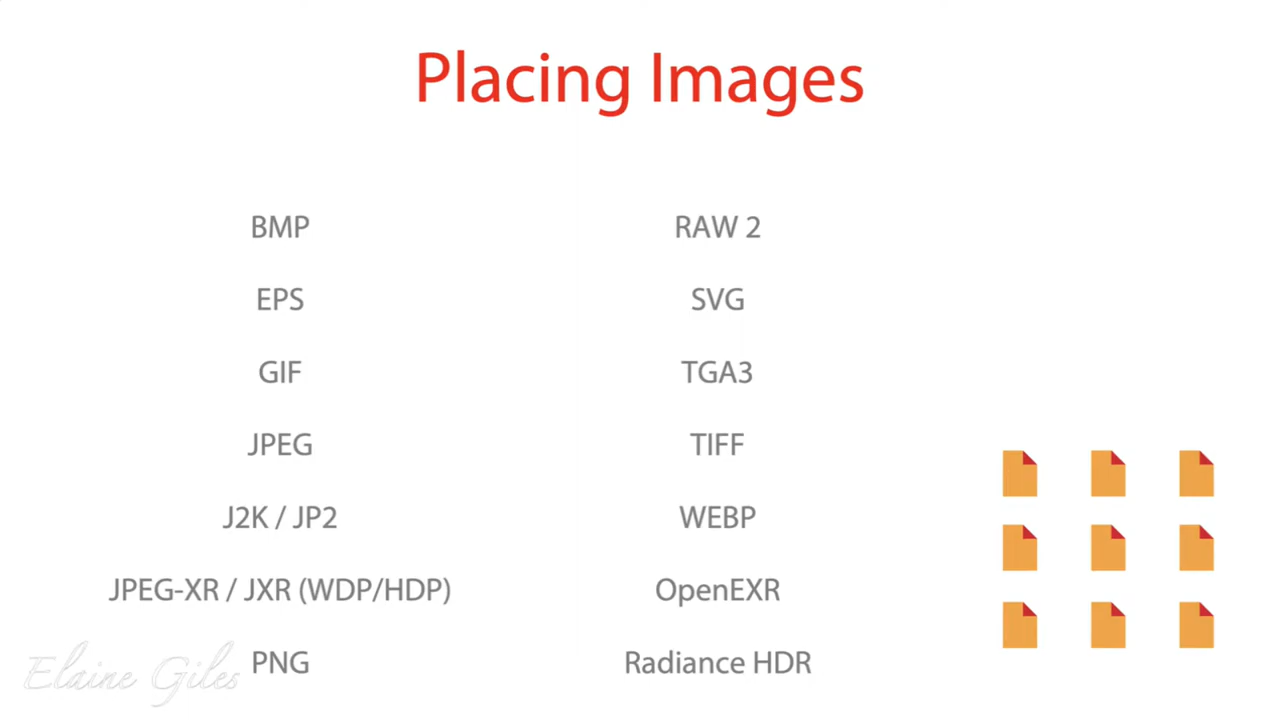 Placing Images
BMP
EPS
GIF
JPEG
J2K / JP2
JPEG-XR / JXR (WDP/HDP)
PNG
RAW 2
SVG
TGA3
TIFF
WEBP
OpenEXR
Radiance HDR
Elaine Giles